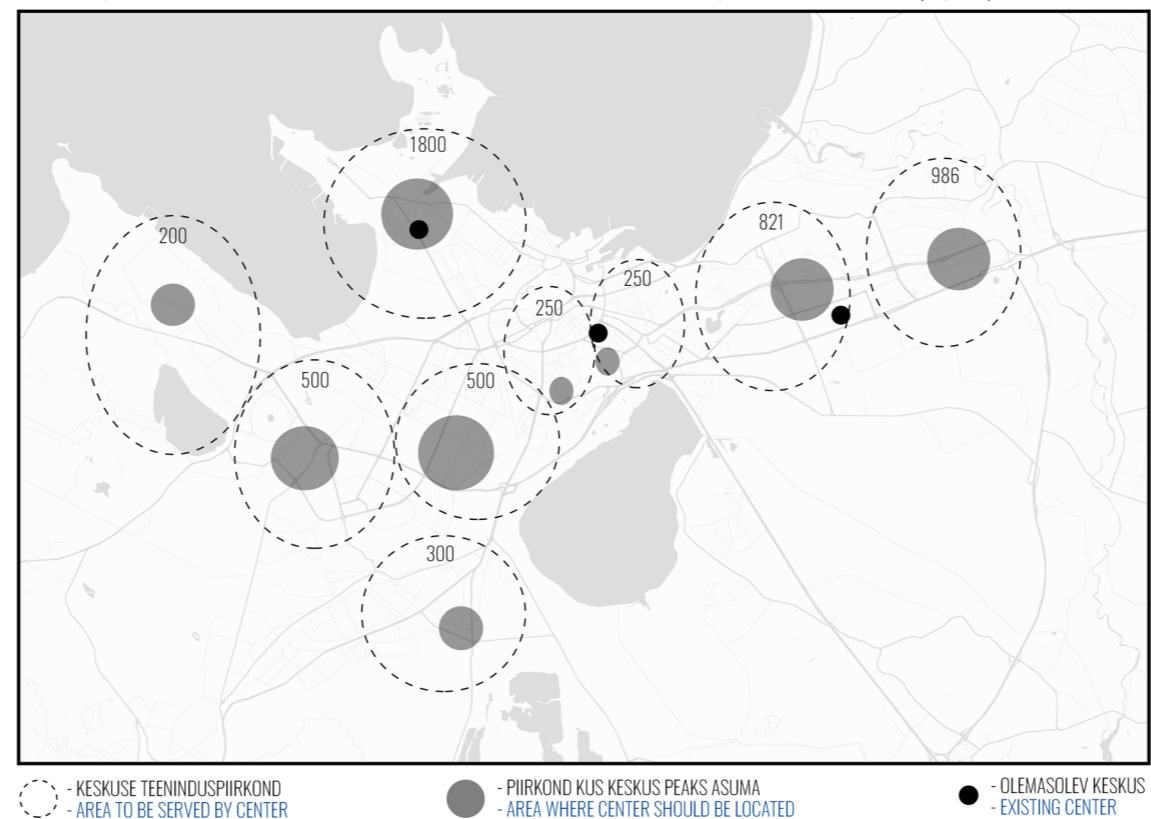 1800
986
200
821
250
250
500
500
300
- KESKUSE TEENINDUSPIIRKOND
- AREA TO BE SERVED BY CENTER
- PIIRKOND KUS KESKUS PEAKS ASUMA
- AREA WHERE CENTER SHOULD BE LOCATED
- OLEMASOLEV KESKUS
- EXISTING CENTER